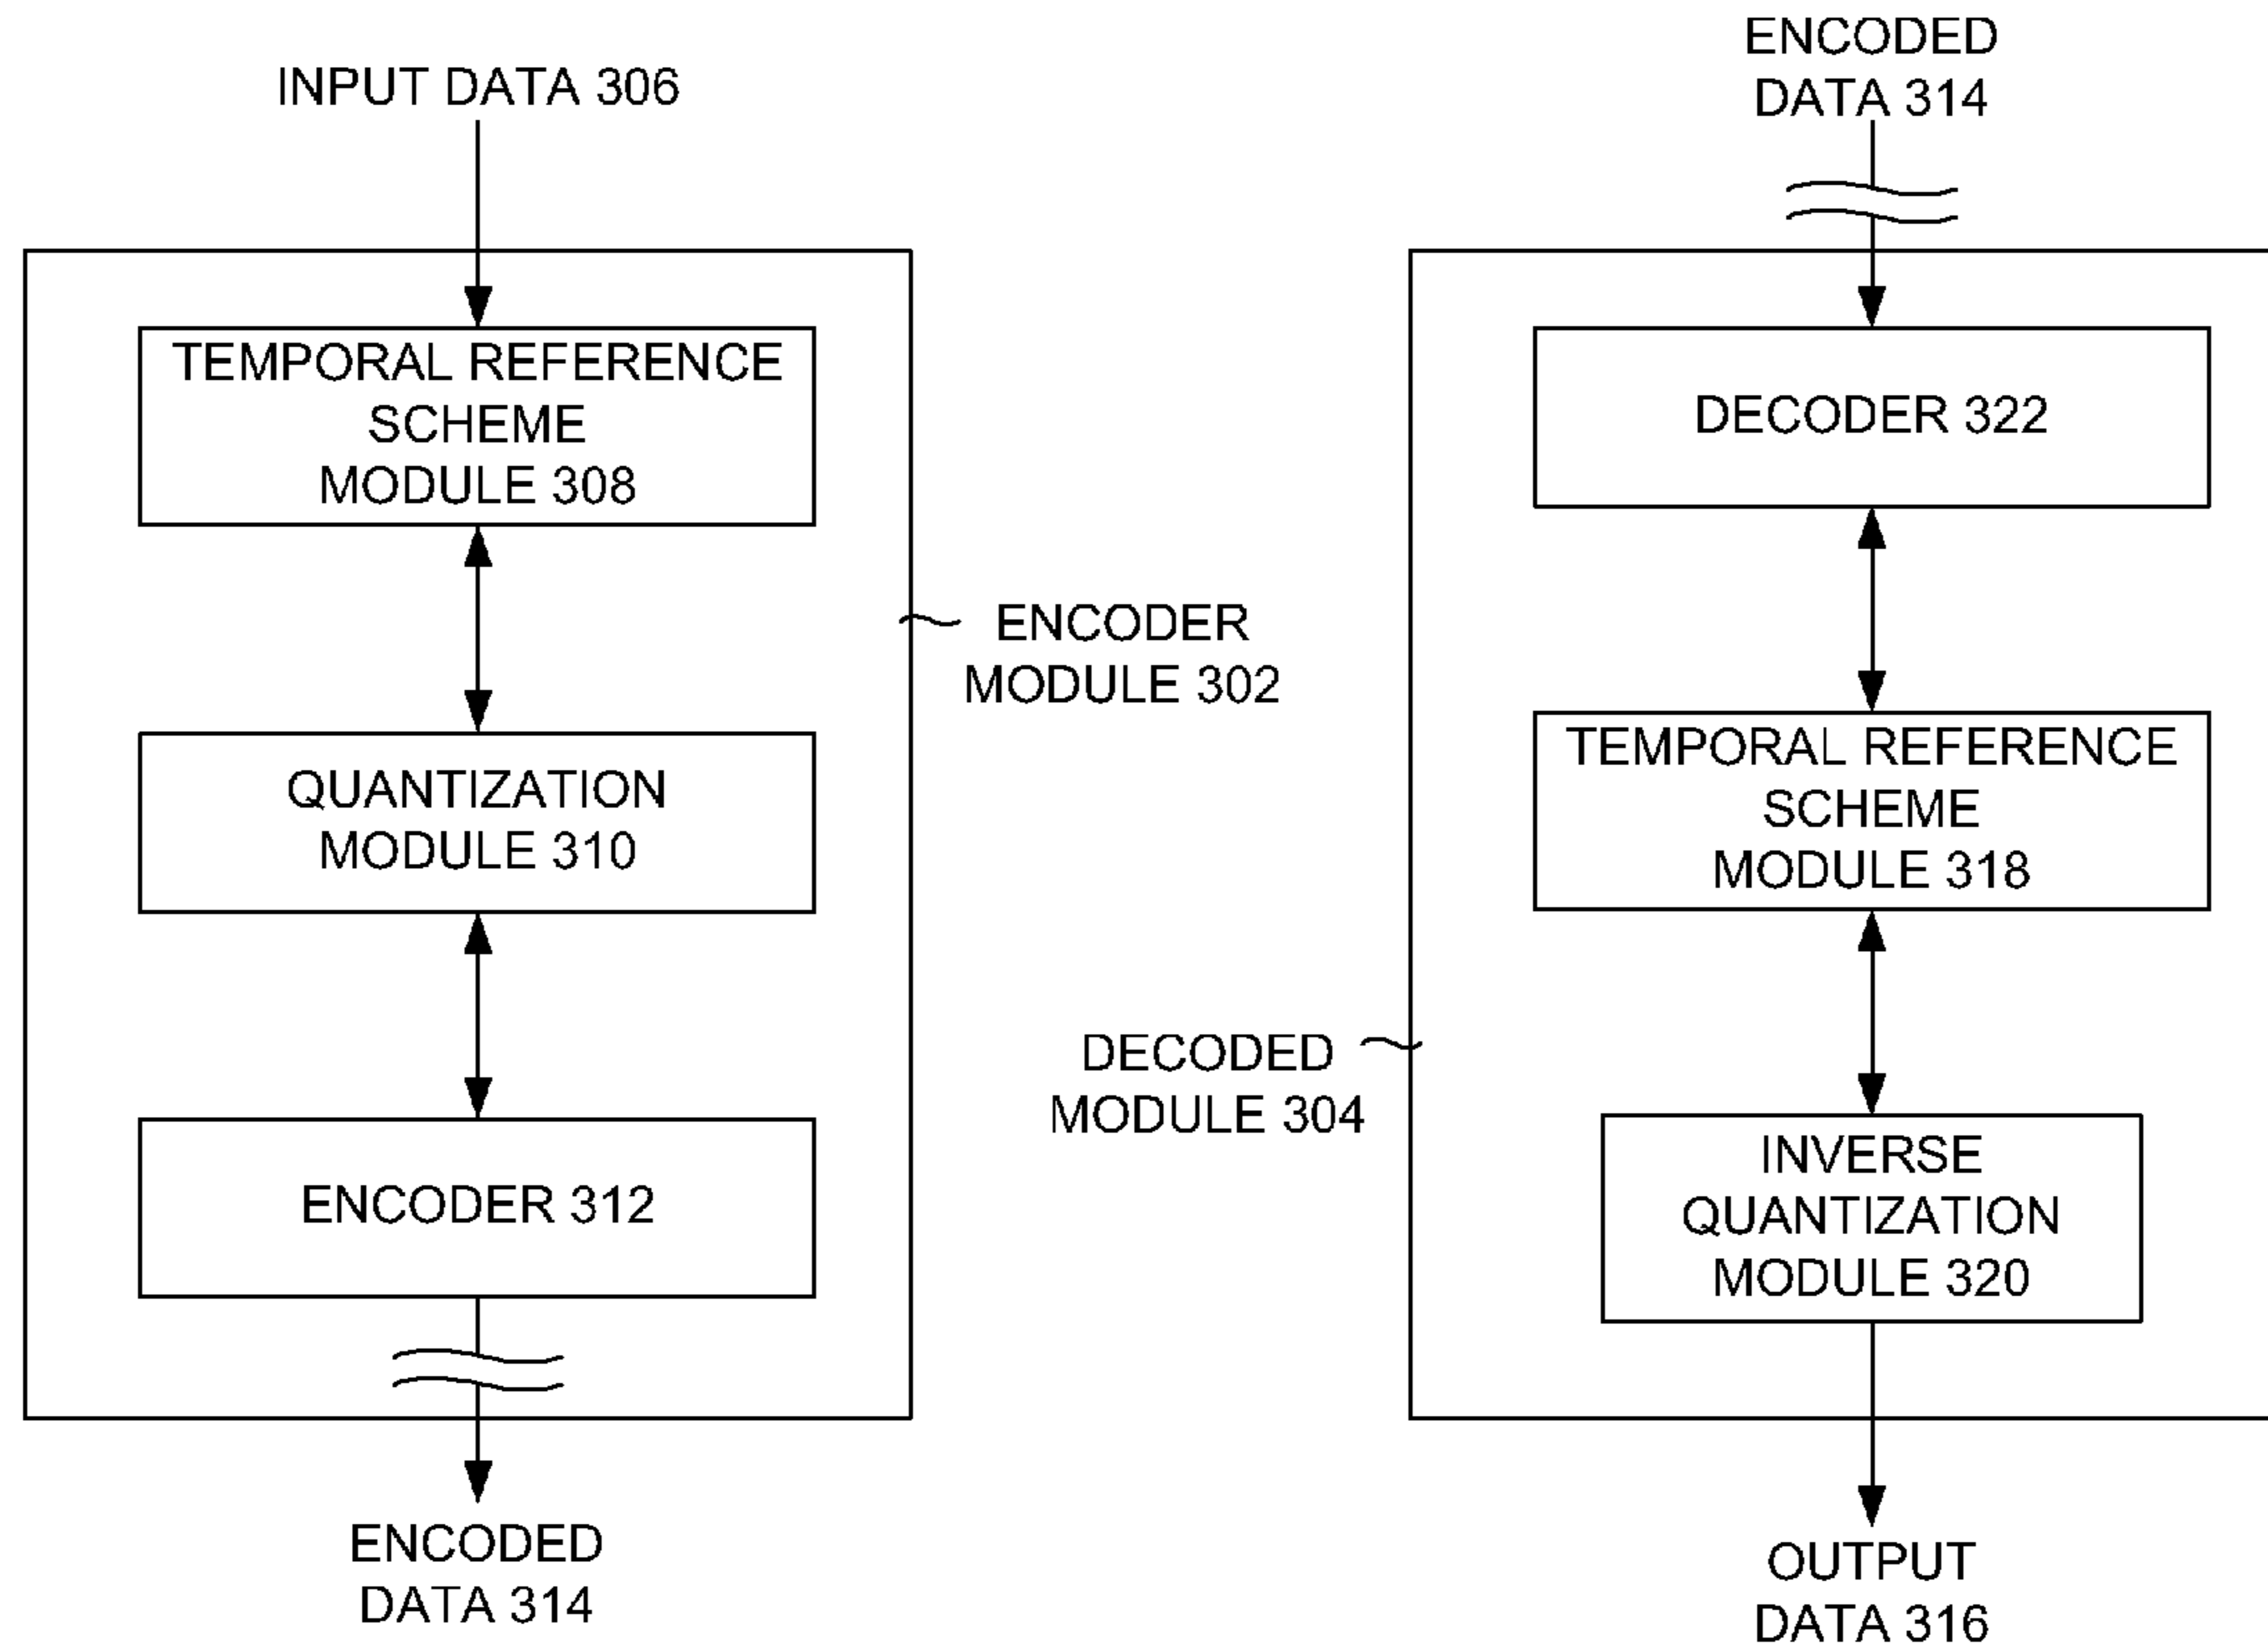 INPUT DATA 306
TEMPORAL REFERENCE
SCHEME
MODULE 308
QUANTIZATION
MODULE 310
ENCODER 312
ENCODED
DATA 314
ENCODER
MODULE 302
ENCODED
DATA 314
DECODER 322
TEMPORAL REFERENCE
SCHEME
MODULE 318
INVERSE
QUANTIZATION
MODULE 320
OUTPUT
DATA 316
DECODED
MODULE 304